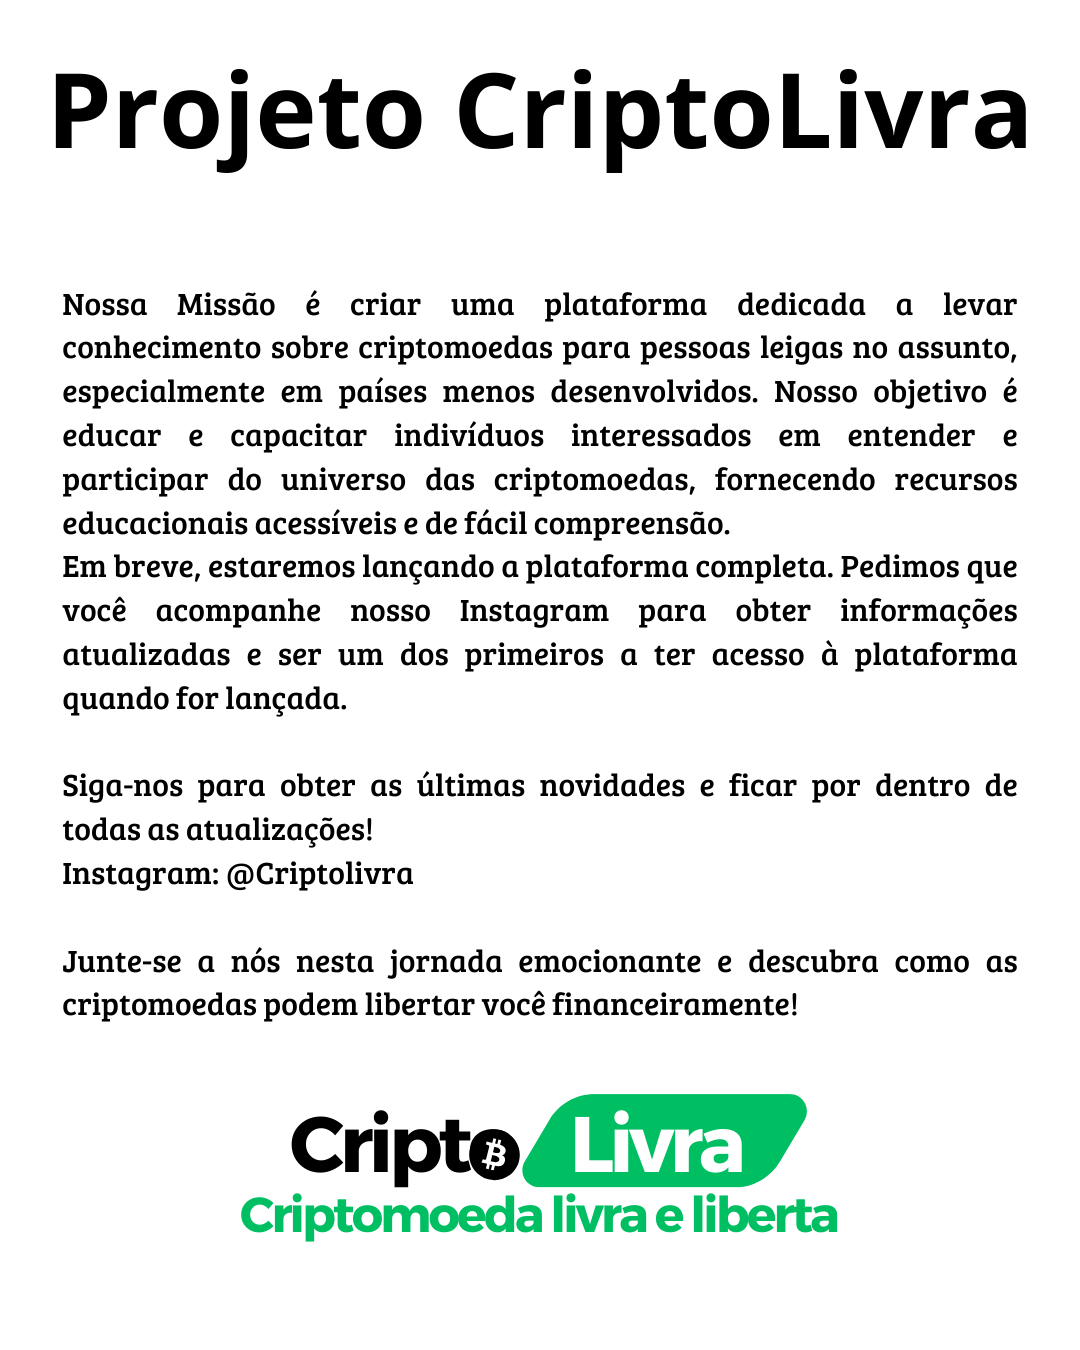 Projeto CriptoLivra
Nossa Missão é criar uma plataforma dedicada a levar
conhecimento sobre criptomoedas para pessoas leigas no assunto,
especialmente em países menos desenvolvidos. Nosso objetivo é
educar e capacitar indivíduos interessados em entender e
participar do universo das criptomoedas, fornecendo recursos
educacionais acessíveis e de fácil compreensão.
Em breve, estaremos lançando a plataforma completa. Pedimos que
você acompanhe nosso Instagram para obter informações
atualizadas e ser um dos primeiros a ter acesso à plataforma
quando for lançada.
Siga-nos para obter as últimas novidades e ficar por dentro de
todas as atualizações!
Instagram: @Criptolivra
Junte-se a nós nesta jornada emocionante e descubra como as
criptomoedas podem libertar você financeiramente!
Cripto Livra
Criptomoeda livra e liberta